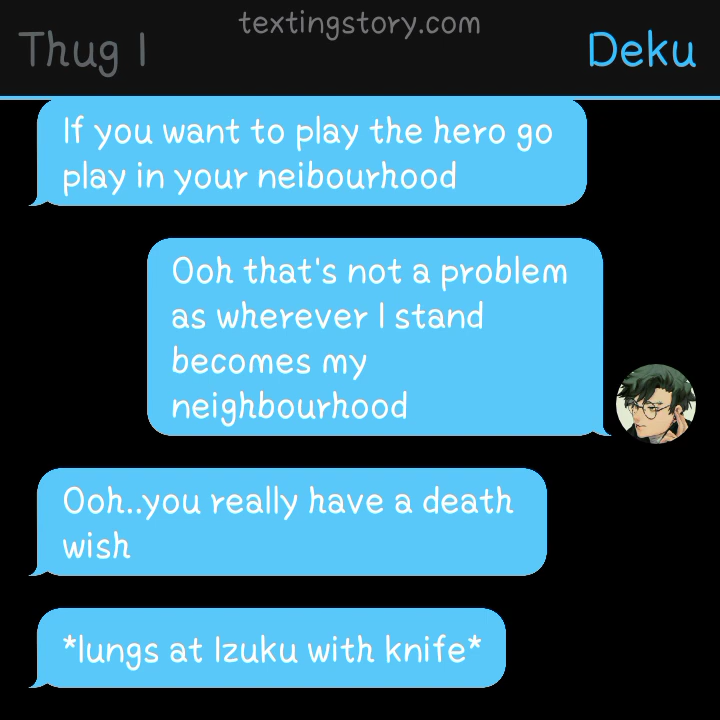 textingstory.com
Thug 1
Deku
If you want to play the hero go
play in your neibourhood
Ooh that's not a problem
as wherever I stand
becomes my
neighbourhood
Ooh..you really have a death
wish
*lungs at Izuku with knife*